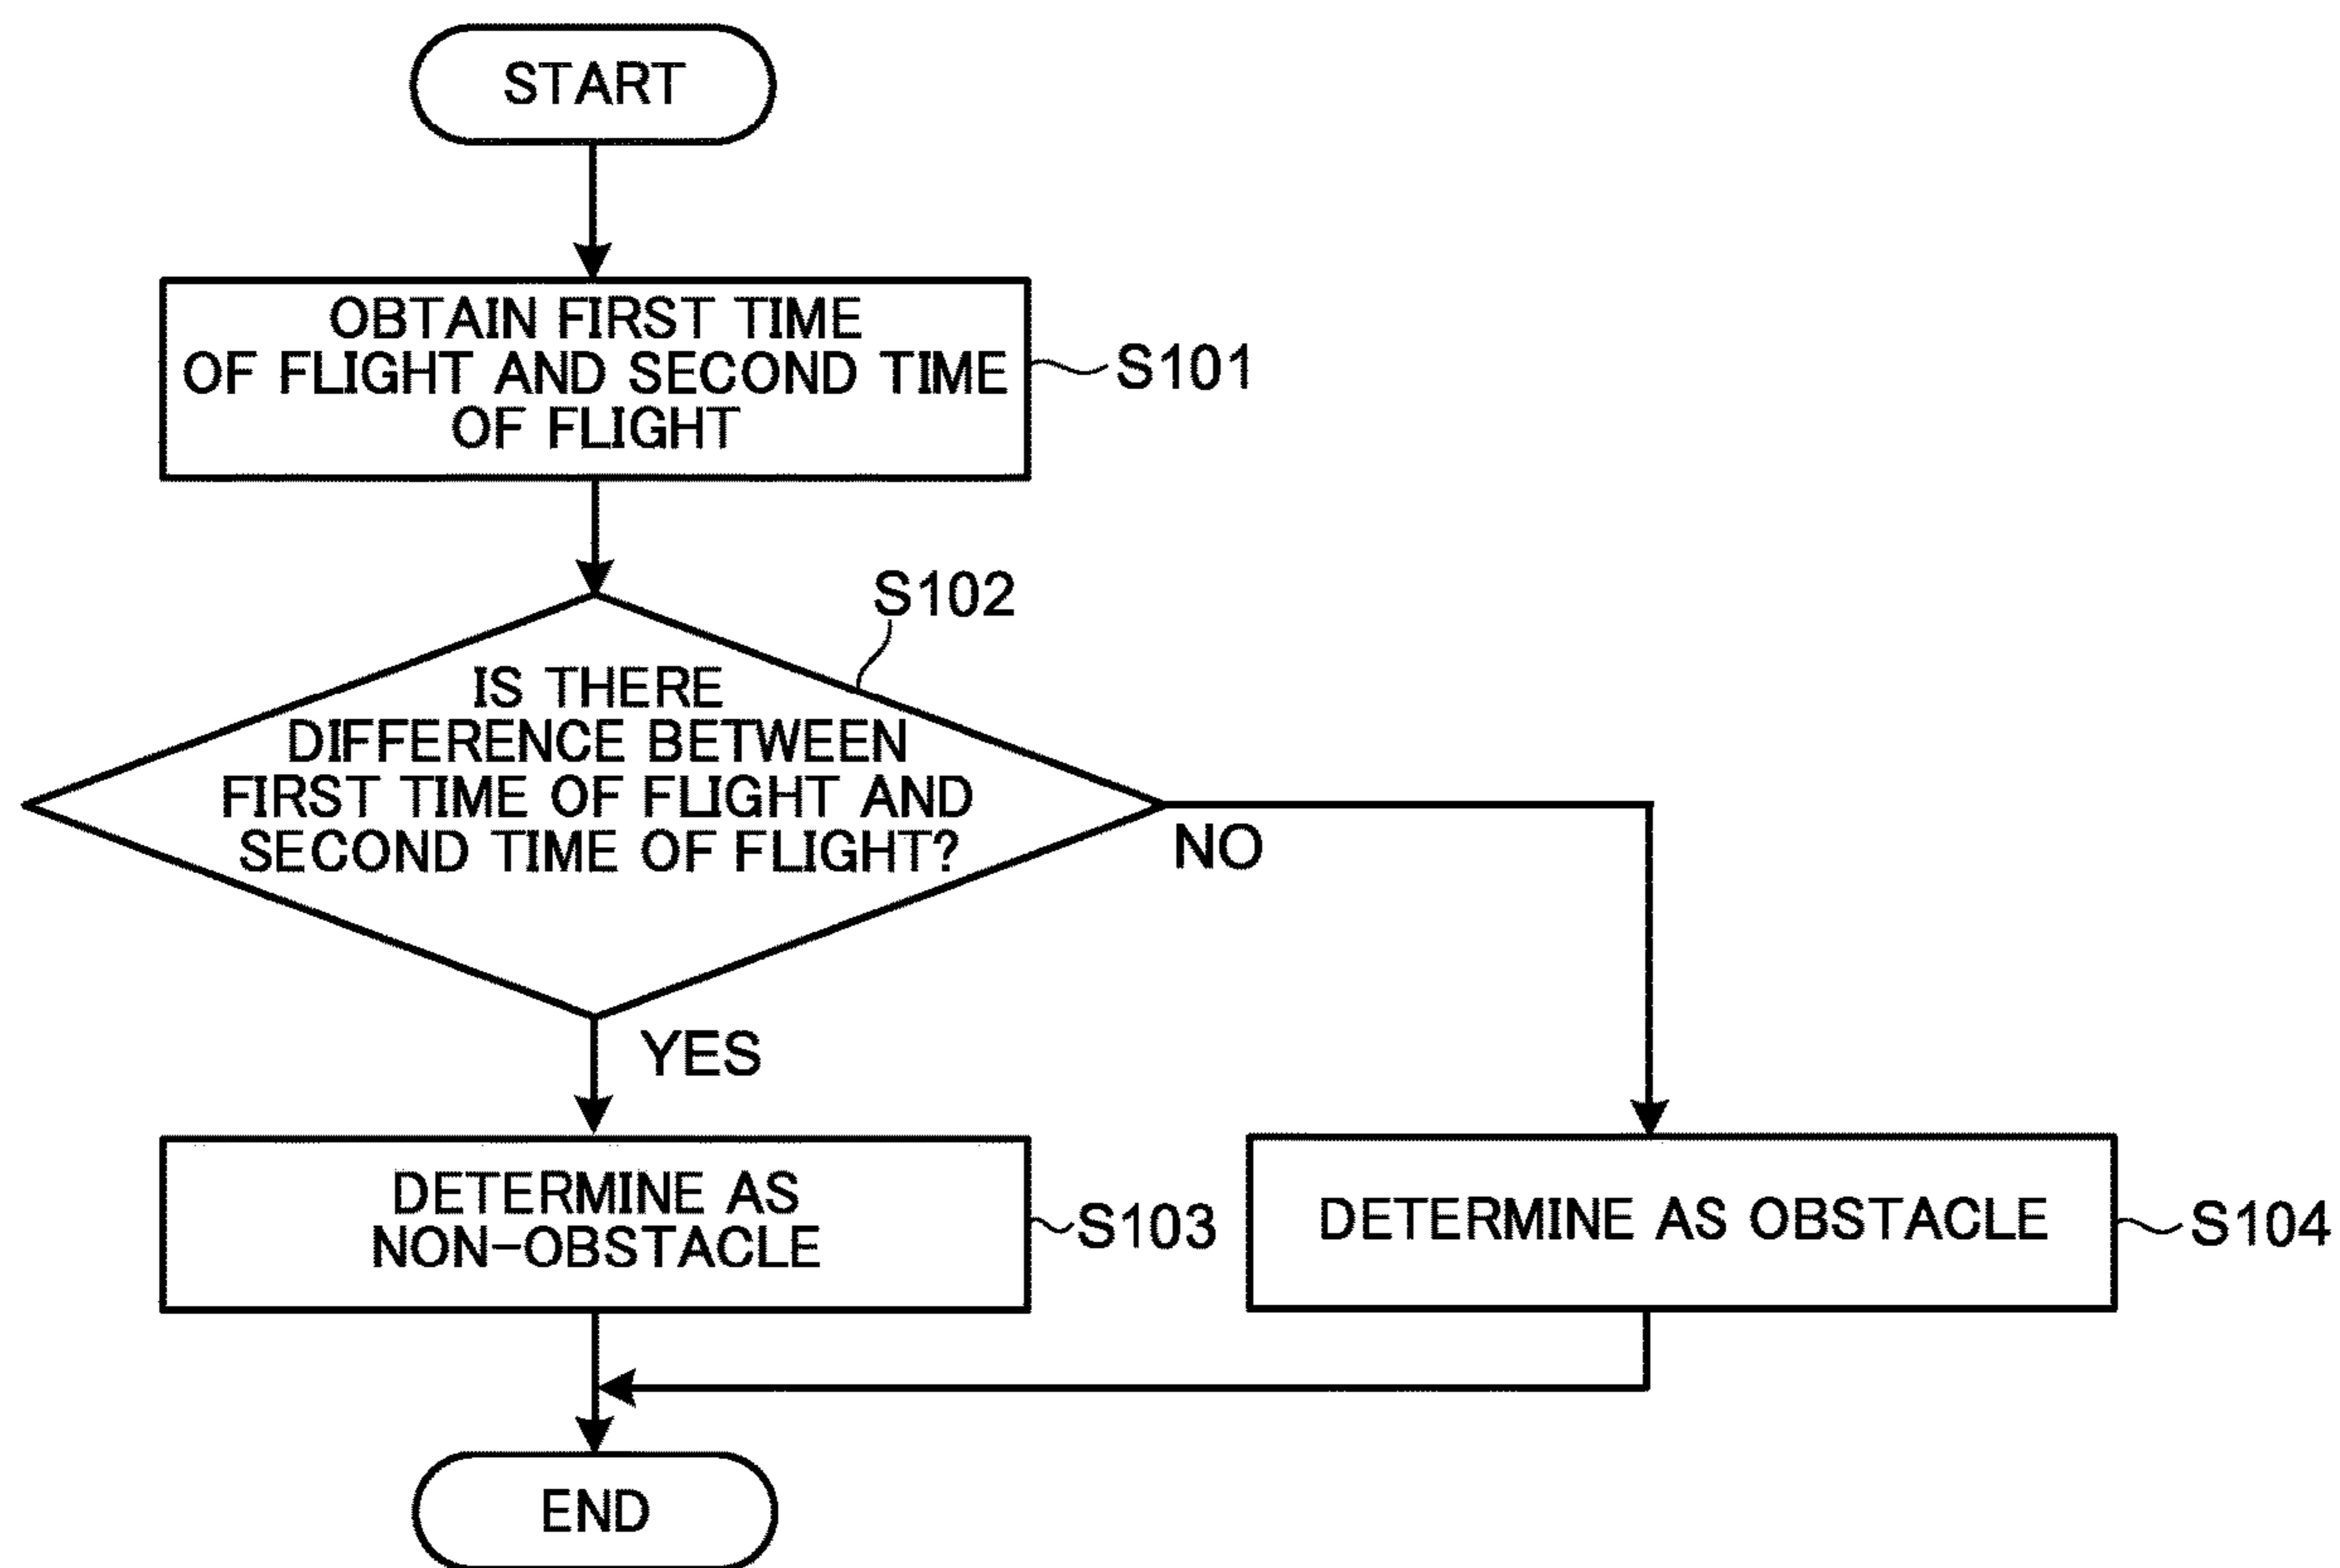 START
OBTAIN FIRST TIME
OF FLIGHT AND SECOND TIME
OF FLIGHT
S101
S102
IS THERE
DIFFERENCE BETWEEN
FIRST TIME OF FLIGHT AND
SECOND TIME OF FLIGHT?
NO
YES
DETERMINE AS
NON-OBSTACLE
S103
DETERMINE AS OBSTACLE
S104
END